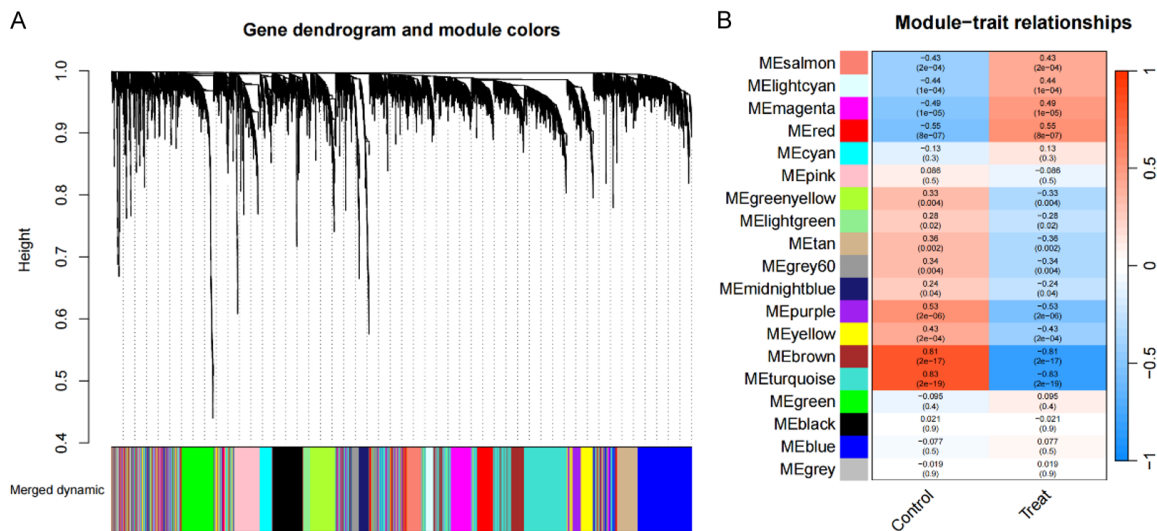 A
Gene dendrogram and module colors
Height
1.0
0.9
0.8
0.7
0.6
0.5
0.4
Merged dynamic
B
Module-trait relationships
MEsalmon
−0.43
(2e−04)
0.43
(2e−04)
MElightcyan
−0.44
(1e−04)
0.44
(1e−04)
MEmagenta
−0.49
(1e−05)
0.49
(1e−05)
MEred
−0.55
(8e−07)
0.55
(8e−07)
MEcyan
−0.13
(0.3)
0.13
(0.3)
MEpink
0.086
(0.5)
−0.086
(0.5)
MEgreenyellow
0.33
(0.004)
−0.33
(0.004)
MElightgreen
0.28
(0.02)
−0.28
(0.02)
MEtan
0.36
(0.002)
−0.36
(0.002)
MEgrey60
0.34
(0.004)
−0.34
(0.004)
MEmidnightblue
0.24
(0.04)
−0.24
(0.04)
MEpurple
0.53
(2e−06)
−0.53
(2e−06)
MEyellow
0.43
(2e−04)
−0.43
(2e−04)
MEbrown
0.81
(2e−17)
−0.81
(2e−17)
MEturquoise
0.83
(2e−19)
−0.83
(2e−19)
MEgreen
−0.095
(0.4)
0.095
(0.4)
MEblack
0.021
(0.9)
−0.021
(0.9)
MEblue
−0.077
(0.5)
0.077
(0.5)
MEgrey
−0.019
(0.9)
0.019
(0.9)
Control
Treat
1
0.5
0
−0.5
−1